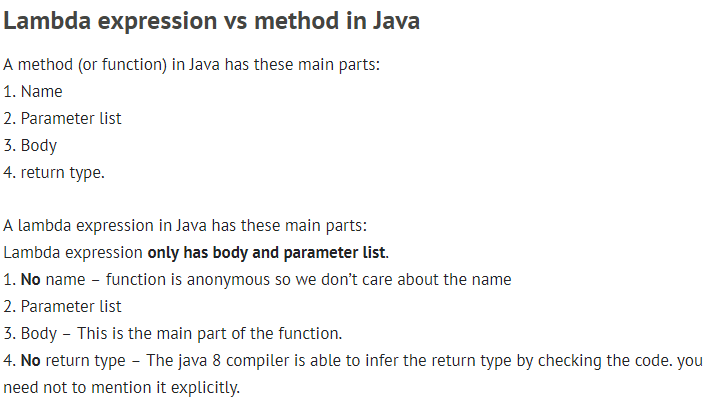 Lambda expression vs method in Java
A method (or function) in Java has these main parts:
1. Name
2. Parameter list
3. Body
4. return type.
A lambda expression in Java has these main parts:
Lambda expression only has body and parameter list.
1. No name – function is anonymous so we don’t care about the name
2. Parameter list
3. Body – This is the main part of the function.
4. No return type – The java 8 compiler is able to infer the return type by checking the code. you
need not to mention it explicitly.